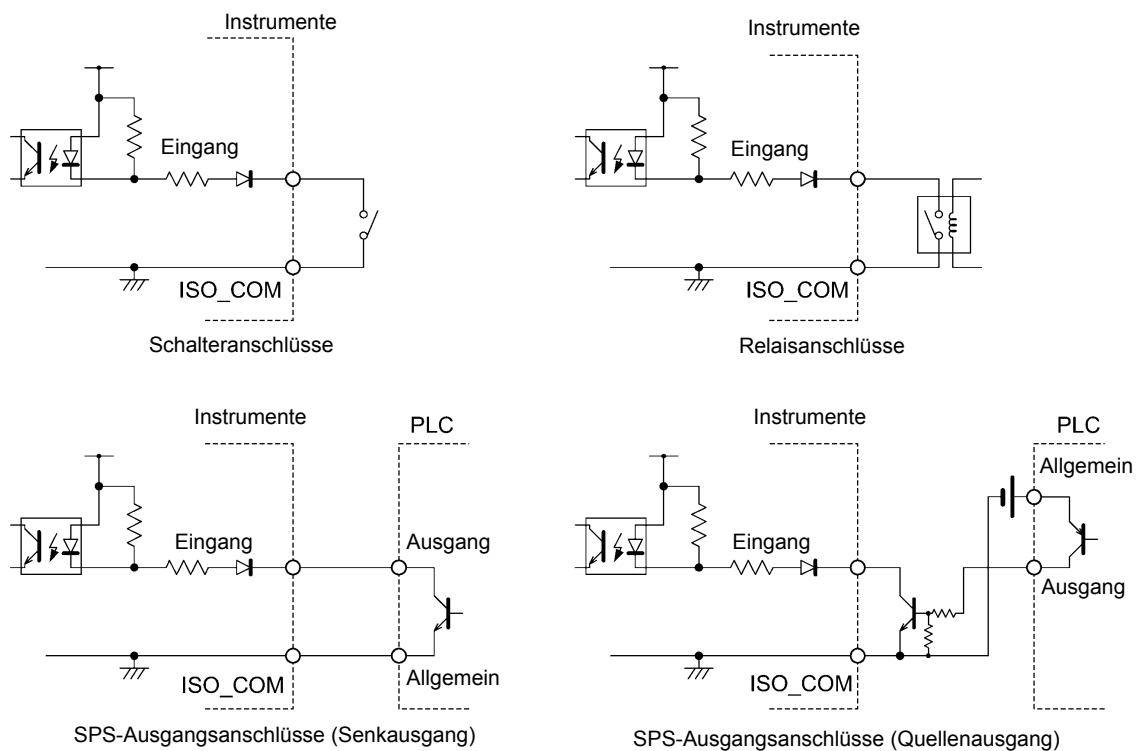 Instrumente
Eingang
ISO_COM
Schalteranschlüsse
Instrumente
Eingang
ISO_COM
Relaisanschlüsse
Instrumente
PLC
Eingang
Ausgang
ISO_COM
Allgemein
SPS-Ausgangsanschlüsse (Senkausgang)
Instrumente
PLC
Allgemein
Eingang
Ausgang
ISO_COM
SPS-Ausgangsanschlüsse (Quellenausgang)